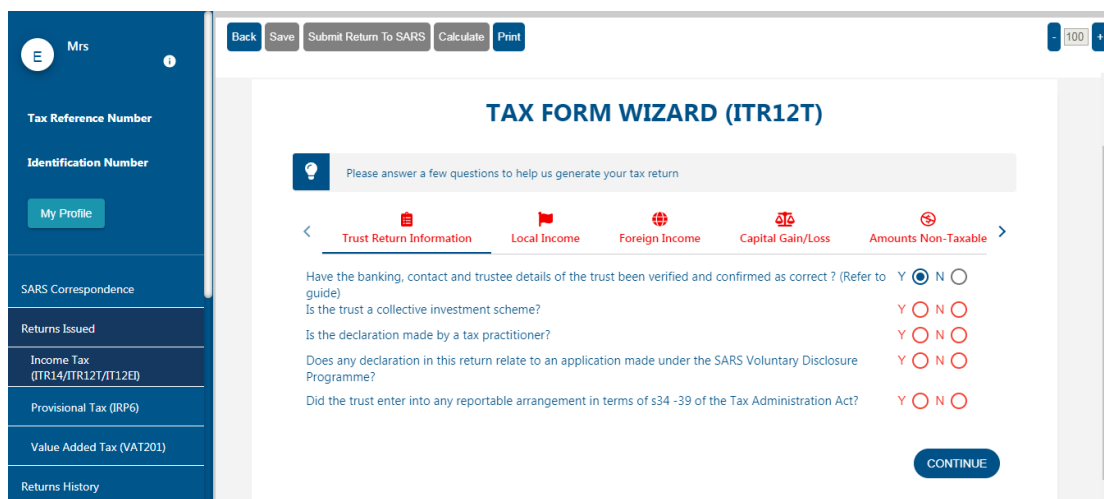 E
Mrs
i
Tax Reference Number
Identification Number
My Profile
SARS Correspondence
Returns Issued
Income Tax
(ITR14/ITR12T/IT12EI)
Provisional Tax (IRP6)
Value Added Tax (VAT201)
Returns History
Back Save Submit Return To SARS Calculate Print
- 100 +
TAX FORM WIZARD (ITR12T)
Please answer a few questions to help us generate your tax return
< Trust Return Information Local Income Foreign Income Capital Gain/Loss Amounts Non-Taxable >
Have the banking, contact and trustee details of the trust been verified and confirmed as correct ? (Refer to Y N
guide)
Is the trust a collective investment scheme? Y N
Is the declaration made by a tax practitioner? Y N
Does any declaration in this return relate to an application made under the SARS Voluntary Disclosure Y N
Programme?
Did the trust enter into any reportable arrangement in terms of s34 -39 of the Tax Administration Act? Y N
CONTINUE